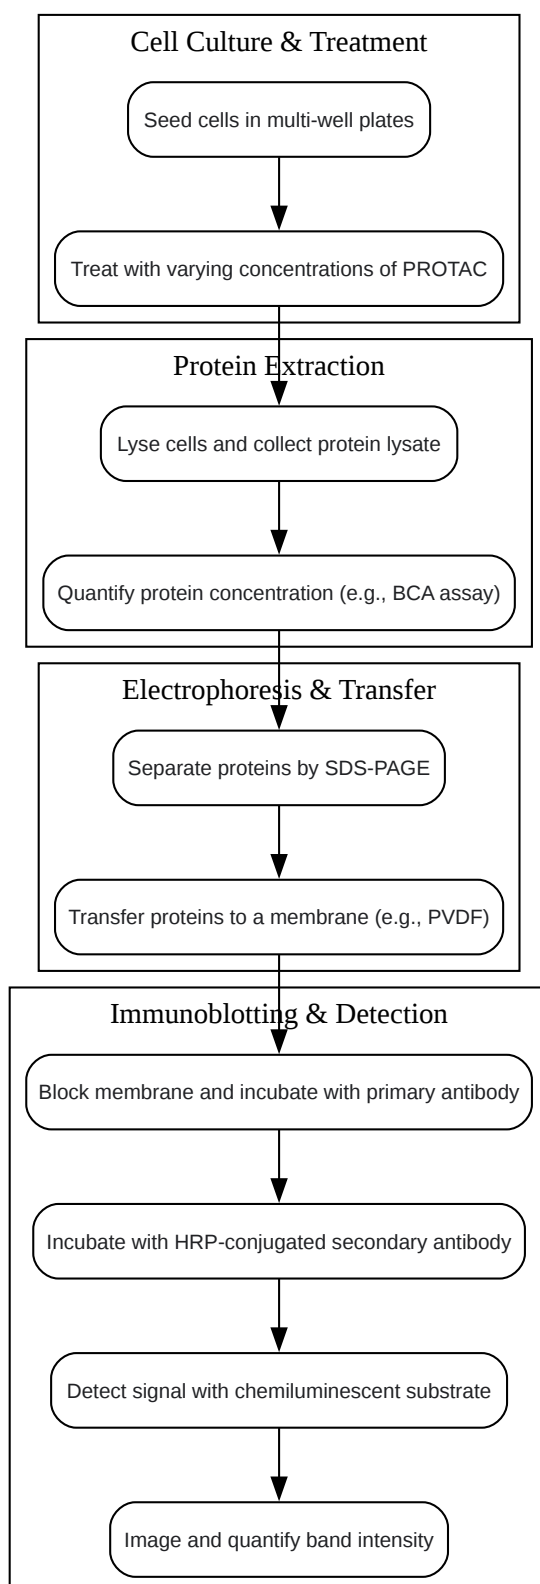 Cell Culture & Treatment
Seed cells in multi-well plates
Treat with varying concentrations of PROTAC
Protein Extraction
Lyse cells and collect protein lysate
Quantify protein concentration (e.g., BCA assay)
Electrophoresis & Transfer
Separate proteins by SDS-PAGE
Transfer proteins to a membrane (e.g., PVDF)
Immunoblotting & Detection
Block membrane and incubate with primary antibody
Incubate with HRP-conjugated secondary antibody
Detect signal with chemiluminescent substrate
Image and quantify band intensity